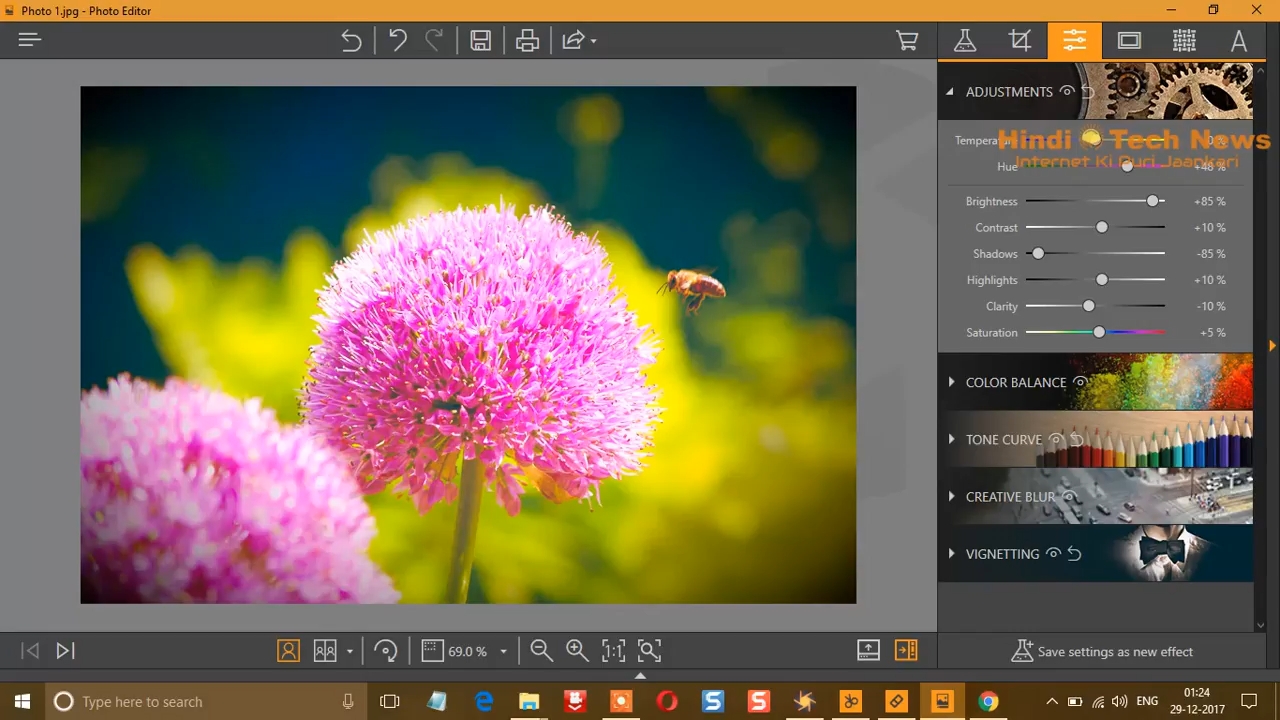 Photo 1.jpg - Photo Editor
ADJUSTMENTS
Hindi Tech News
Internet Ki Puri Jaankari
Hue +48 %
Brightness +85 %
Contrast +10 %
Shadows -85 %
Highlights +10 %
Clarity -10 %
Saturation +5 %
COLOR BALANCE
TONE CURVE
CREATIVE BLUR
VIGNETTING
69.0 %
1:1
Save settings as new effect
Type here to search
ENG
01:24
29-12-2017